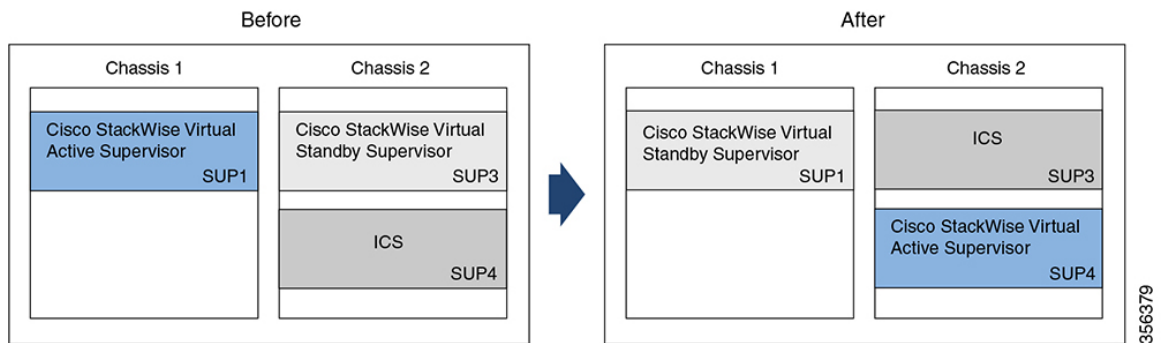 Before
Chassis 1
Chassis 2
Cisco StackWise Virtual
Active Supervisor
SUP1
Cisco StackWise Virtual
Standby Supervisor
SUP3
ICS
SUP4
After
Chassis 1
Chassis 2
Cisco StackWise Virtual
Standby Supervisor
SUP1
ICS
SUP3
Cisco StackWise Virtual
Active Supervisor
SUP4
356379